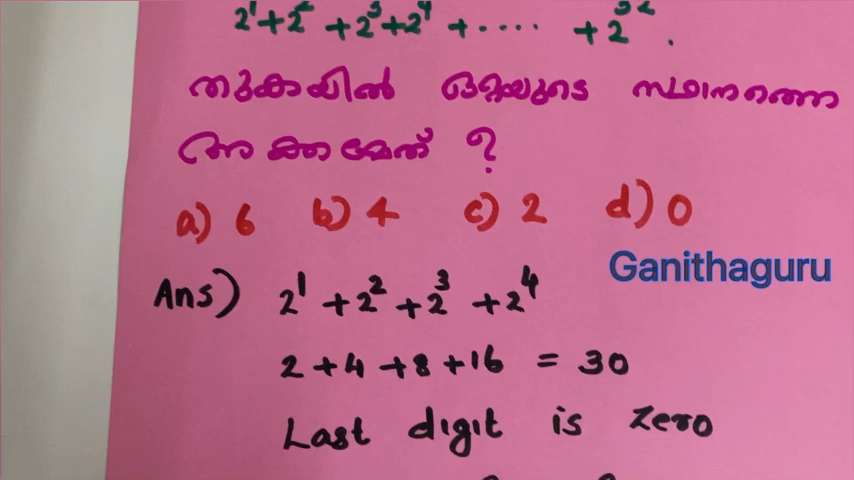 2¹+2²+2³+2⁴+....+2³².
തുകയിൽ ഒറ്റയുടെ സ്ഥാനത്തെ
അക്കമേത് ?
a) 6 b) 4 c) 2 d) 0
Ganithaguru
Ans) 2¹+2²+2³+2⁴
2+4+8+16 = 30
Last digit is zero